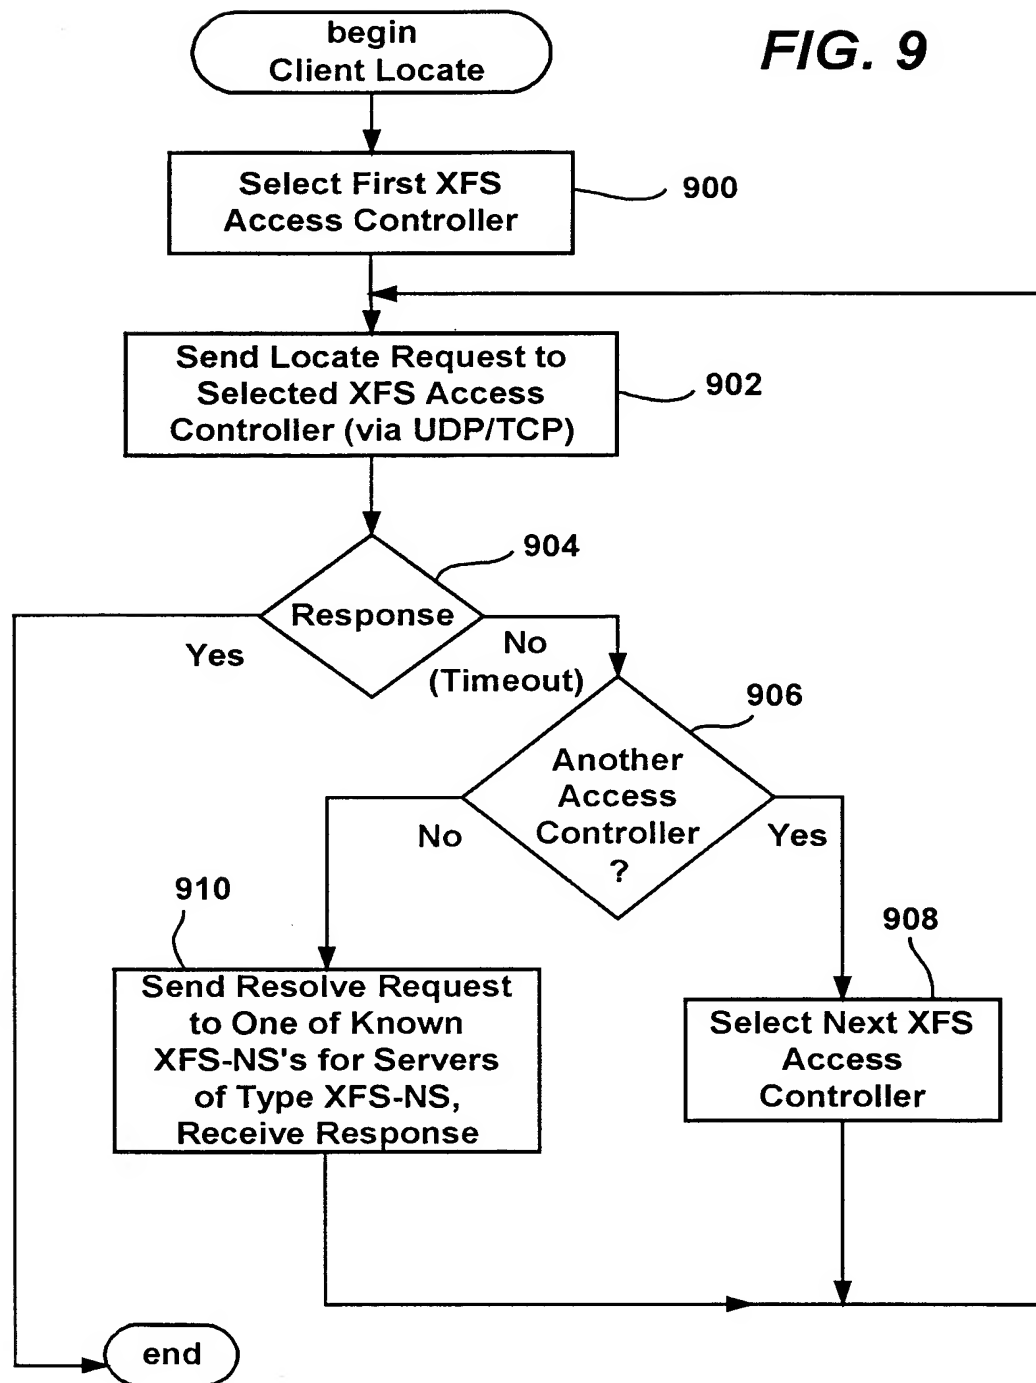 FIG. 9
begin
Client Locate
Select First XFS
Access Controller
900
Send Locate Request to
Selected XFS Access
Controller (via UDP/TCP)
902
904
Response
Yes
No
(Timeout)
906
Another
Access
Controller
?
No
Yes
910
Send Resolve Request
to One of Known
XFS-NS's for Servers
of Type XFS-NS,
Receive Response
908
Select Next XFS
Access
Controller
end